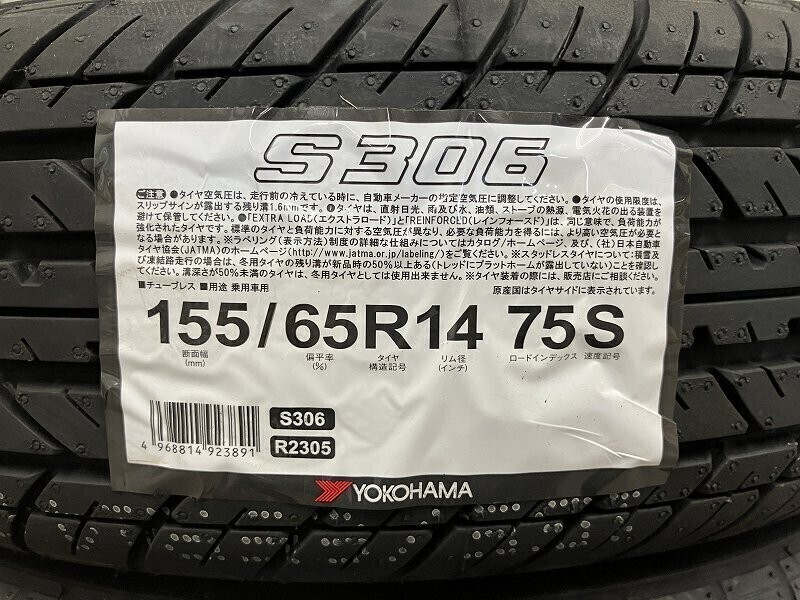 S306
ご注意 ●タイヤ空気圧は、走行前の冷えている時に、自動車メーカーの指定空気圧に調整してください。●タイヤの使用限度は、
スリップサインが露出する残り溝1.6mmです。●タイヤは、直射日光、雨及び水、油類、ストーブの熱源、電気火花の出る装置を
避けて保管してください。●「EXTRA LOAD(エクストラロード)」と「REINFORCED(レインフォースド)」は、同じ意味で、負荷能力が
強化されたタイヤです。標準のタイヤと負荷能力に対する空気圧が異なり、必要な負荷能力を得るには、より高い空気圧が必要と
なる場合があります。※ラベリング(表示方法)制度の詳細な仕組みについてはカタログ/ホームページ、及び、(社)日本自動車
タイヤ協会(JATMA)のホームページ(http://www.jatma.or.jp/labeling/)をご覧ください。※スタッドレスタイヤについて:積雪及
び凍結路走行の場合は、冬用タイヤの残り溝が新品時の50%以上ある(トレッドにプラットホームが露出していない)ことを確認し
てください。溝深さが50%未満のタイヤは、冬用タイヤとしては使用出来ません。※タイヤ装着の際には、販売店にご相談ください。
■チューブレス ■用途 乗用車用 原産国はタイヤサイドに表示されています。
155/65R14 75S
断面幅 偏平率 タイヤ リム径 ロードインデックス 速度記号
(mm) (%) 構造記号 (インチ)
S306
R2305
4 968814 923891
YOKOHAMA